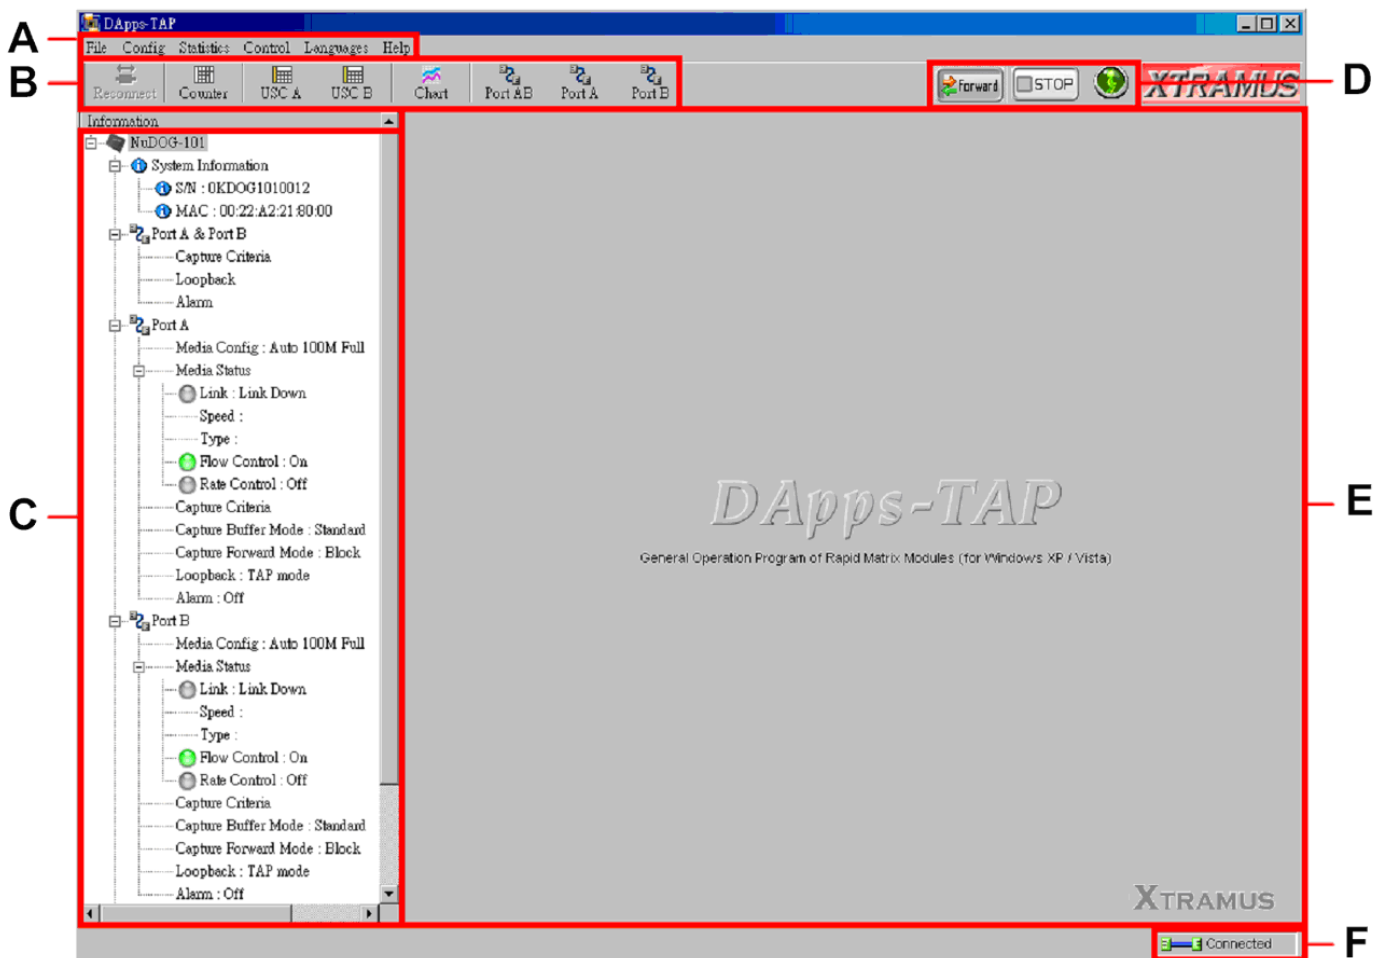 DApps-TAP
A
File Config Statistics Control Languages Help
B
Reconnect Counter USC A USC B Chart Port AB Port A Port B
Forward STOP
XTRAMUS
D
Information
NuDOG-101
System Information
S/N : 0KDOG1010012
MAC : 00:22:A2:21:80:00
Port A & Port B
Capture Criteria
Loopback
Alarm
Port A
Media Config : Auto 100M Full
Media Status
Link : Link Down
Speed :
Type :
Flow Control : On
Rate Control : Off
Capture Criteria
Capture Buffer Mode : Standard
Capture Forward Mode : Block
Loopback : TAP mode
Alarm : Off
Port B
Media Config : Auto 100M Full
Media Status
Link : Link Down
Speed :
Type :
Flow Control : On
Rate Control : Off
Capture Criteria
Capture Buffer Mode : Standard
Capture Forward Mode : Block
Loopback : TAP mode
Alarm : Off
C
DApps-TAP
General Operation Program of Rapid Matrix Modules (for Windows XP / Vista)
E
XTRAMUS
Connected
F